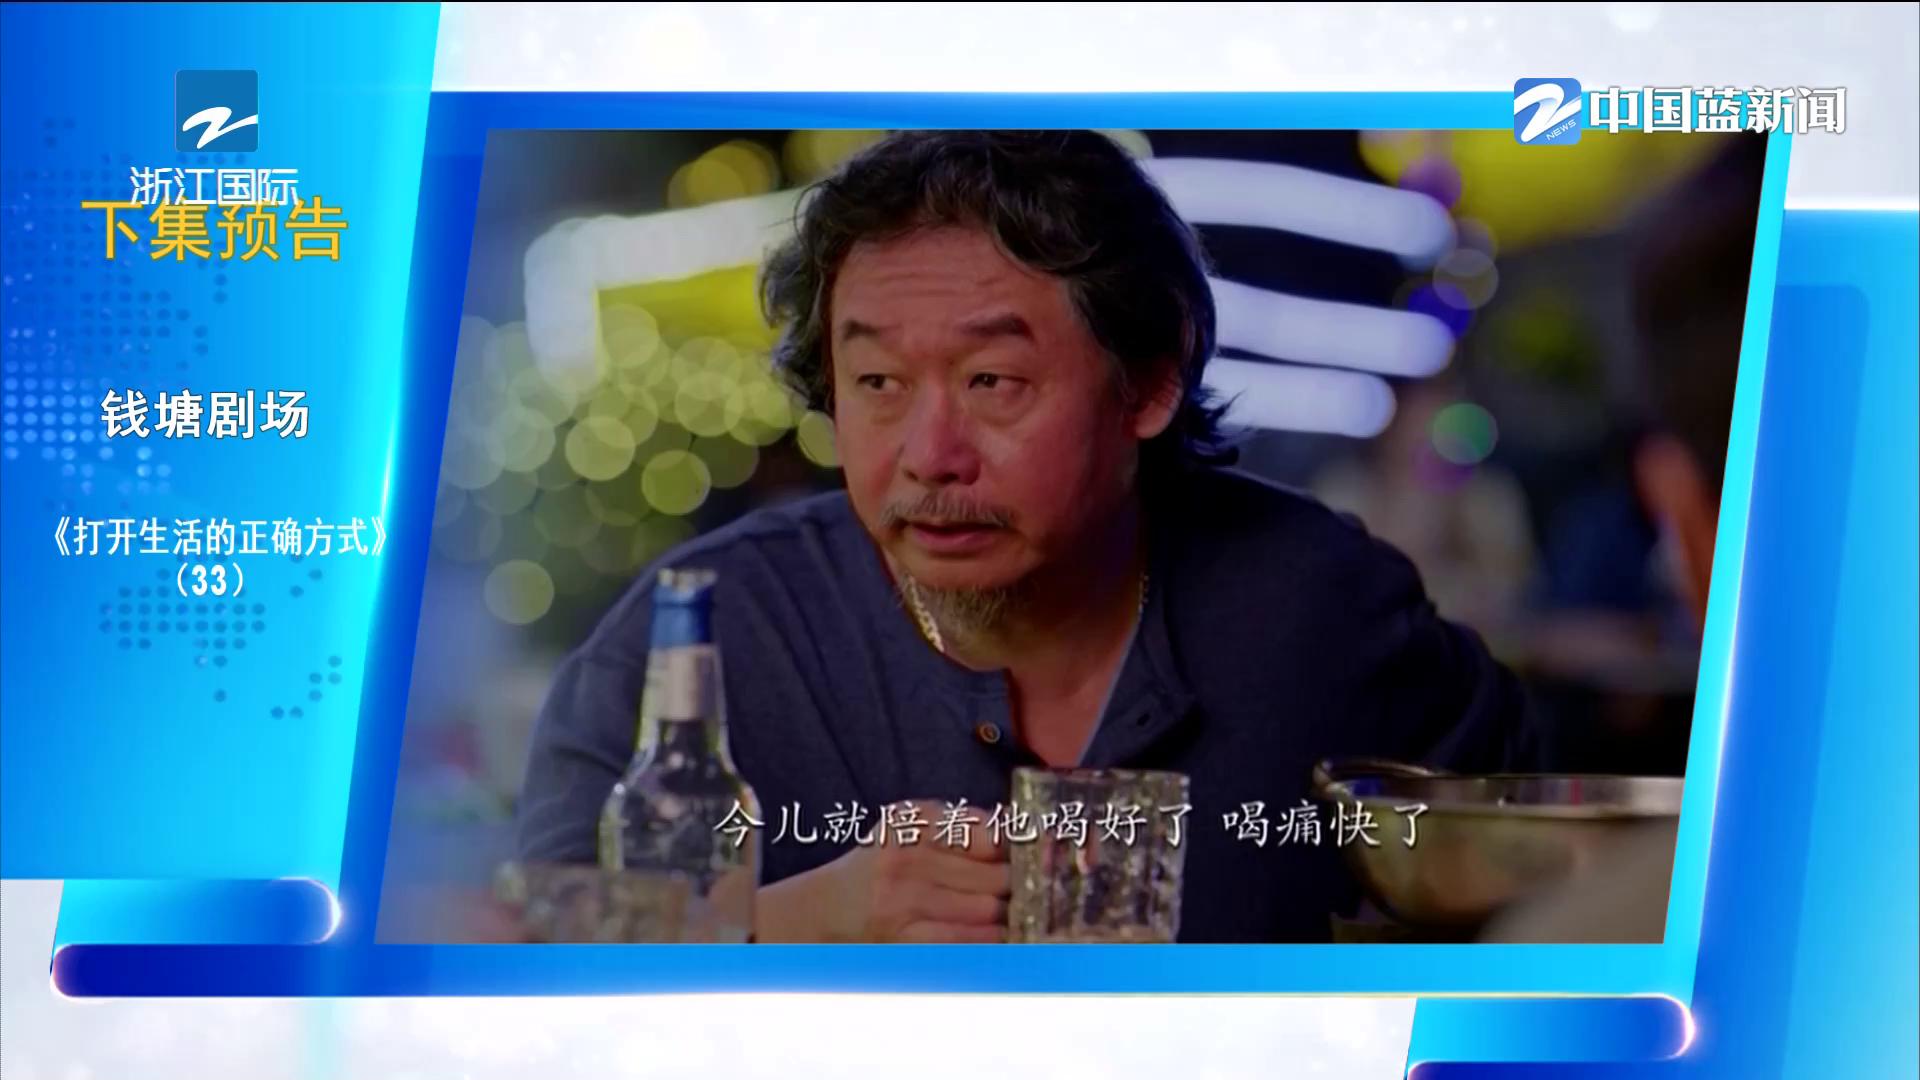 浙江国际
下集预告
钱塘剧场
《打开生活的正确方式》
（33）
NEWS
中国蓝新闻
今儿就陪着他喝好了 喝痛快了